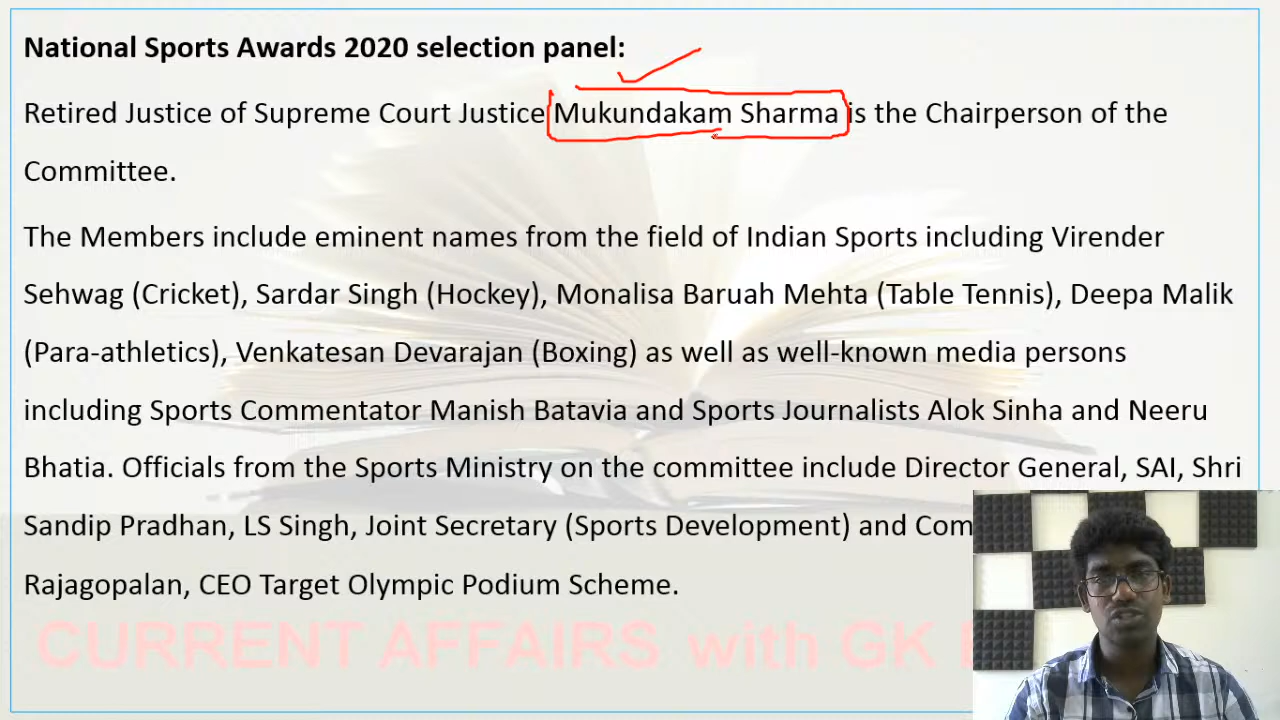 National Sports Awards 2020 selection panel:
Retired Justice of Supreme Court Justice Mukundakam Sharma is the Chairperson of the
Committee.
The Members include eminent names from the field of Indian Sports including Virender
Sehwag (Cricket), Sardar Singh (Hockey), Monalisa Baruah Mehta (Table Tennis), Deepa Malik
(Para-athletics), Venkatesan Devarajan (Boxing) as well as well-known media persons
including Sports Commentator Manish Batavia and Sports Journalists Alok Sinha and Neeru
Bhatia. Officials from the Sports Ministry on the committee include Director General, SAI, Shri
Sandip Pradhan, LS Singh, Joint Secretary (Sports Development) and Com
Rajagopalan, CEO Target Olympic Podium Scheme.
CURRENT AFFAIRS with GK